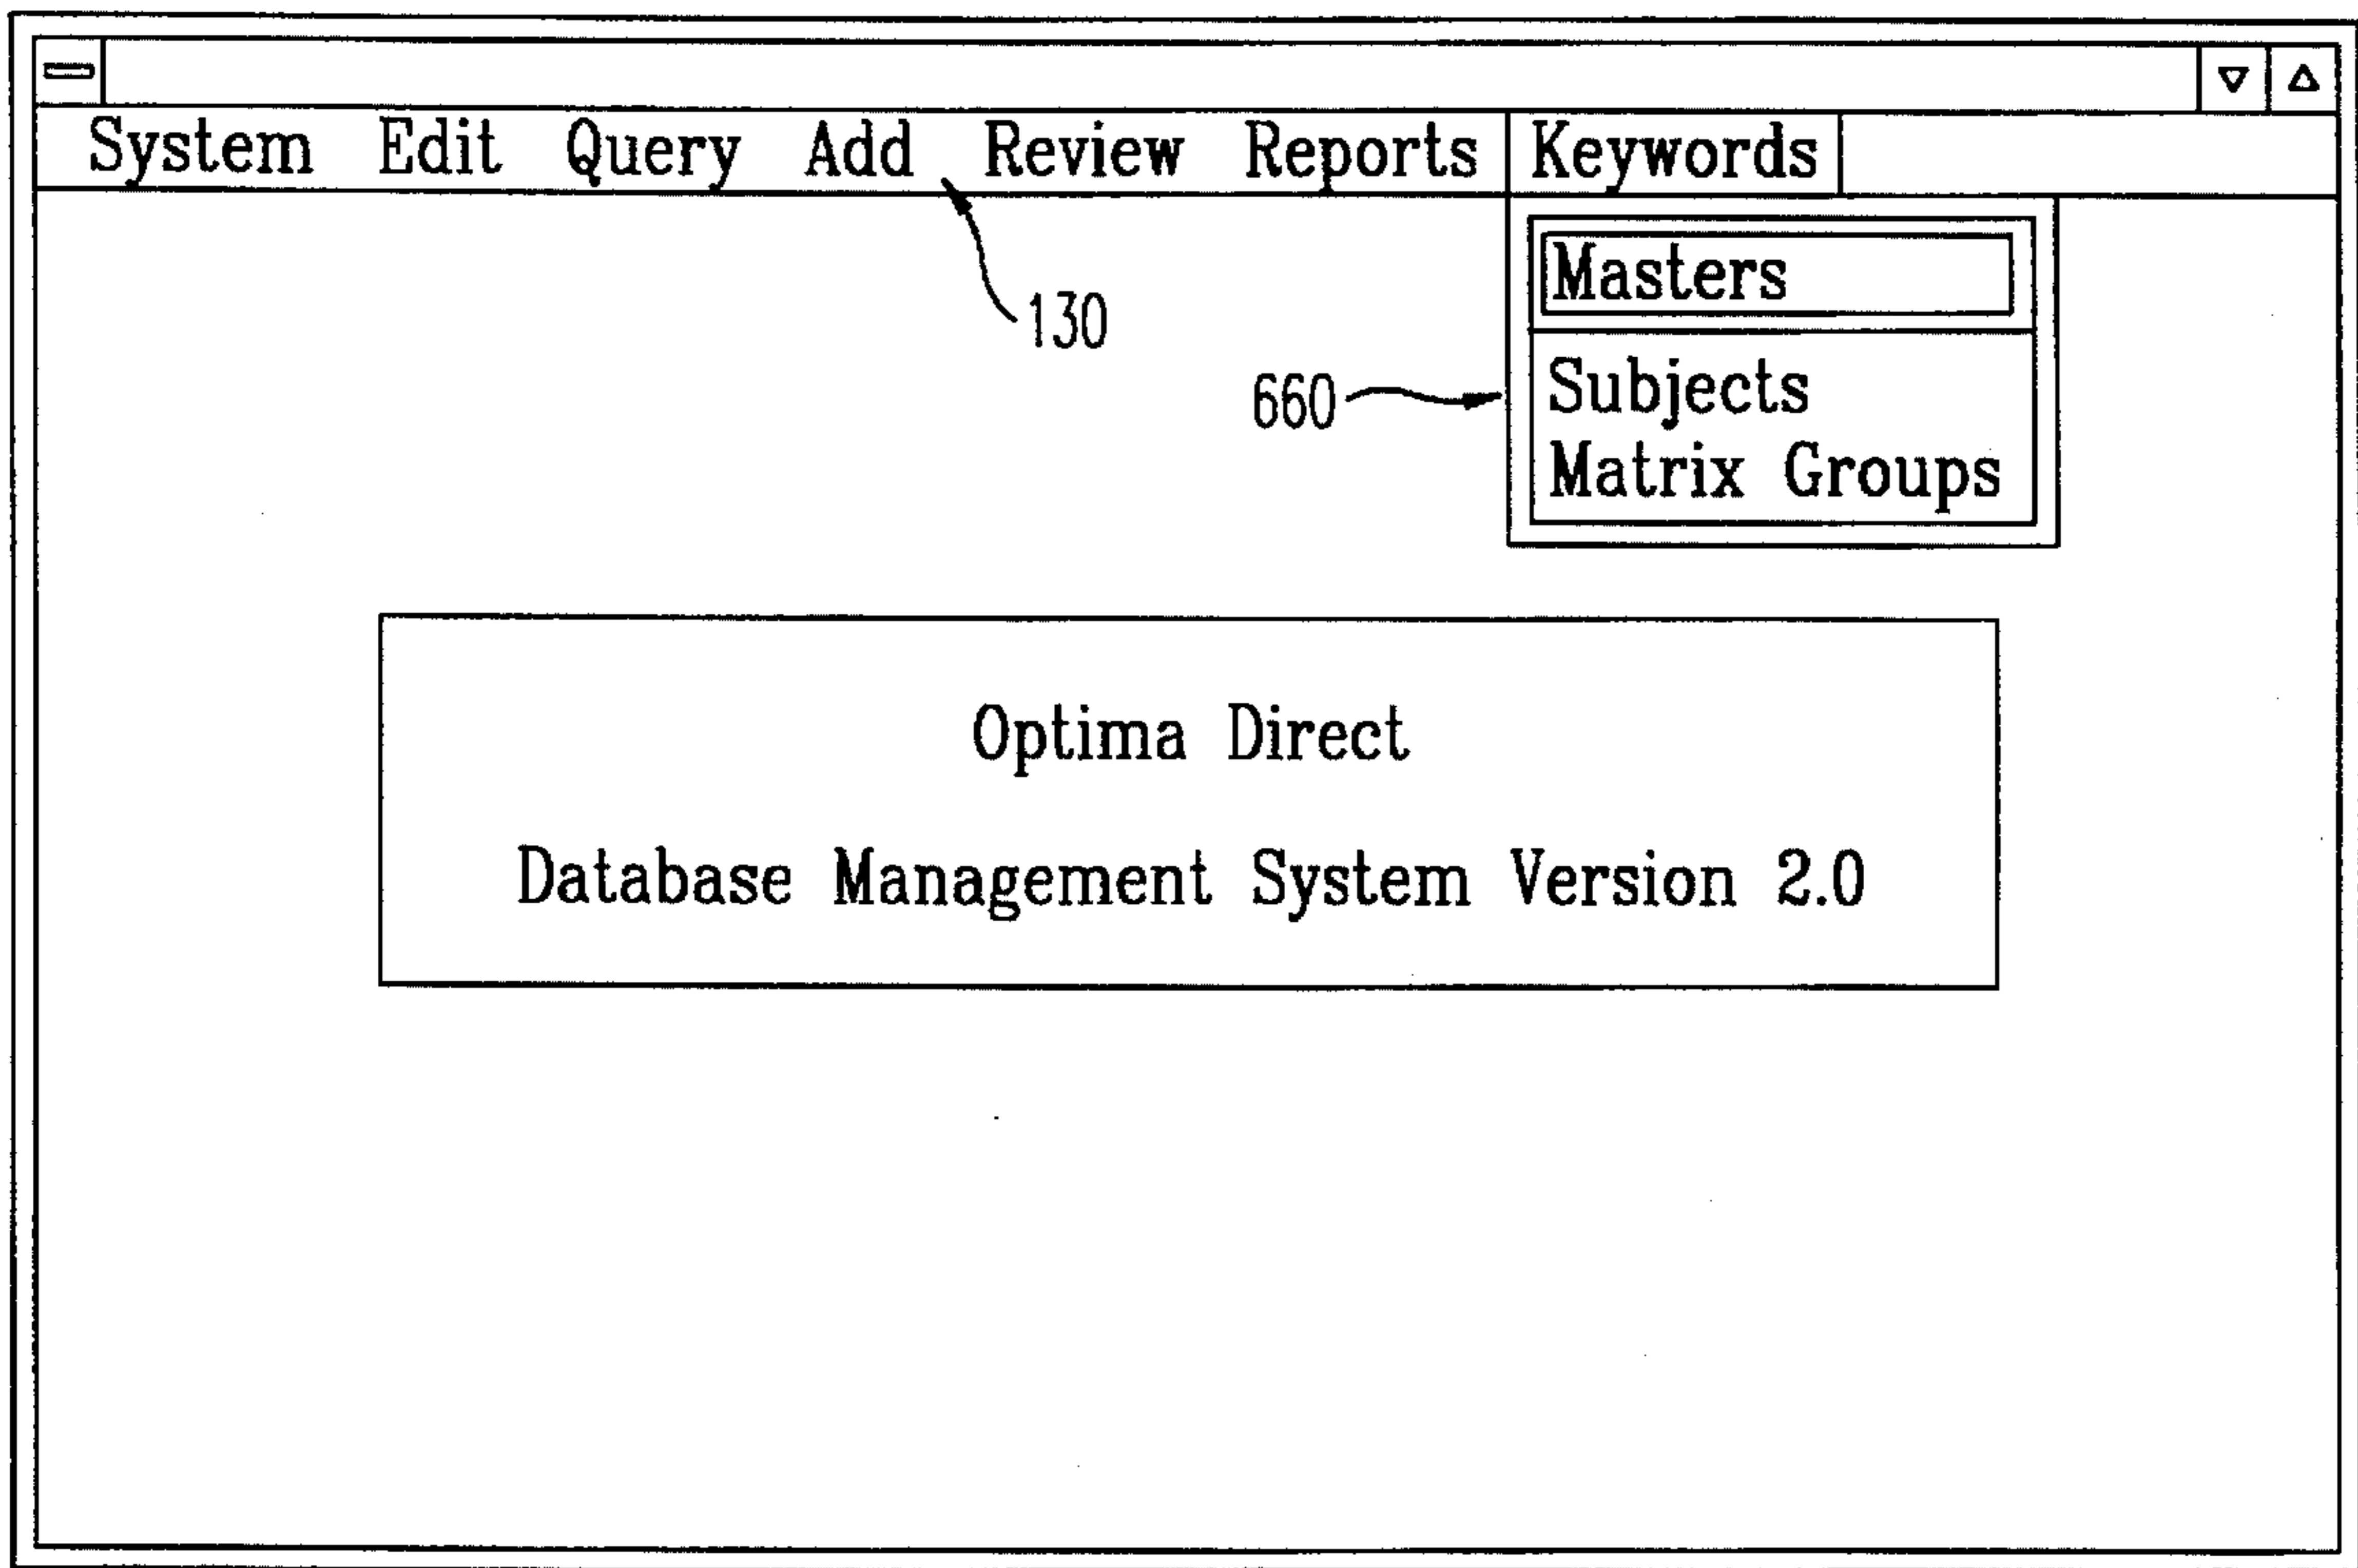 System Edit Query Add Review Reports Keywords
Masters
130
Subjects
660
Matrix Groups
Optima Direct
Database Management System Version 2.0